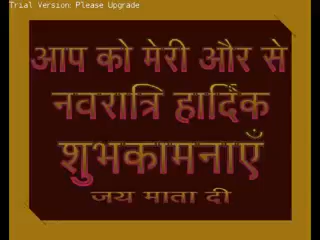 Trial Version Please Upgrade
आप को मेरी और से
नवरात्रि हार्दिक
शुभकामनाएँ
जय माता दी